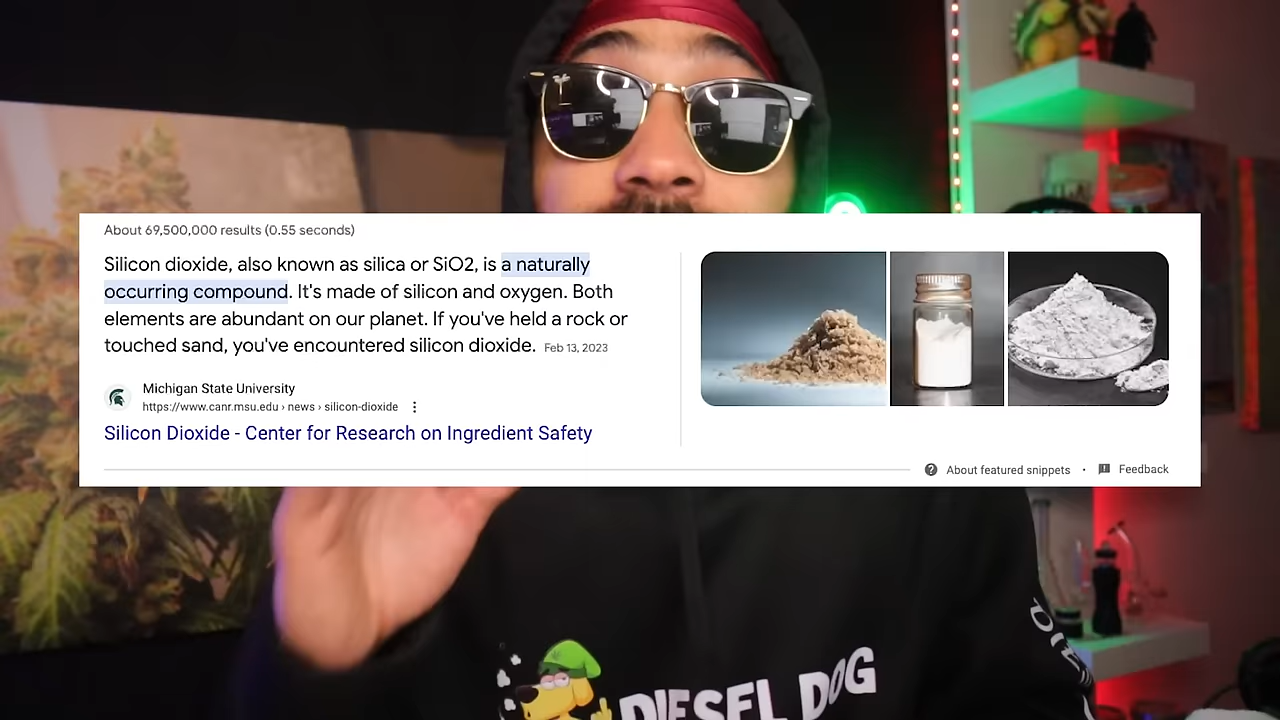 About 69,500,000 results (0.55 seconds)
Silicon dioxide, also known as silica or SiO2, is a naturally
occurring compound. It's made of silicon and oxygen. Both
elements are abundant on our planet. If you've held a rock or
touched sand, you've encountered silicon dioxide. Feb 13, 2023
Michigan State University
https://www.canr.msu.edu › news › silicon-dioxide
Silicon Dioxide - Center for Research on Ingredient Safety
About featured snippets · Feedback
DIESEL DOG